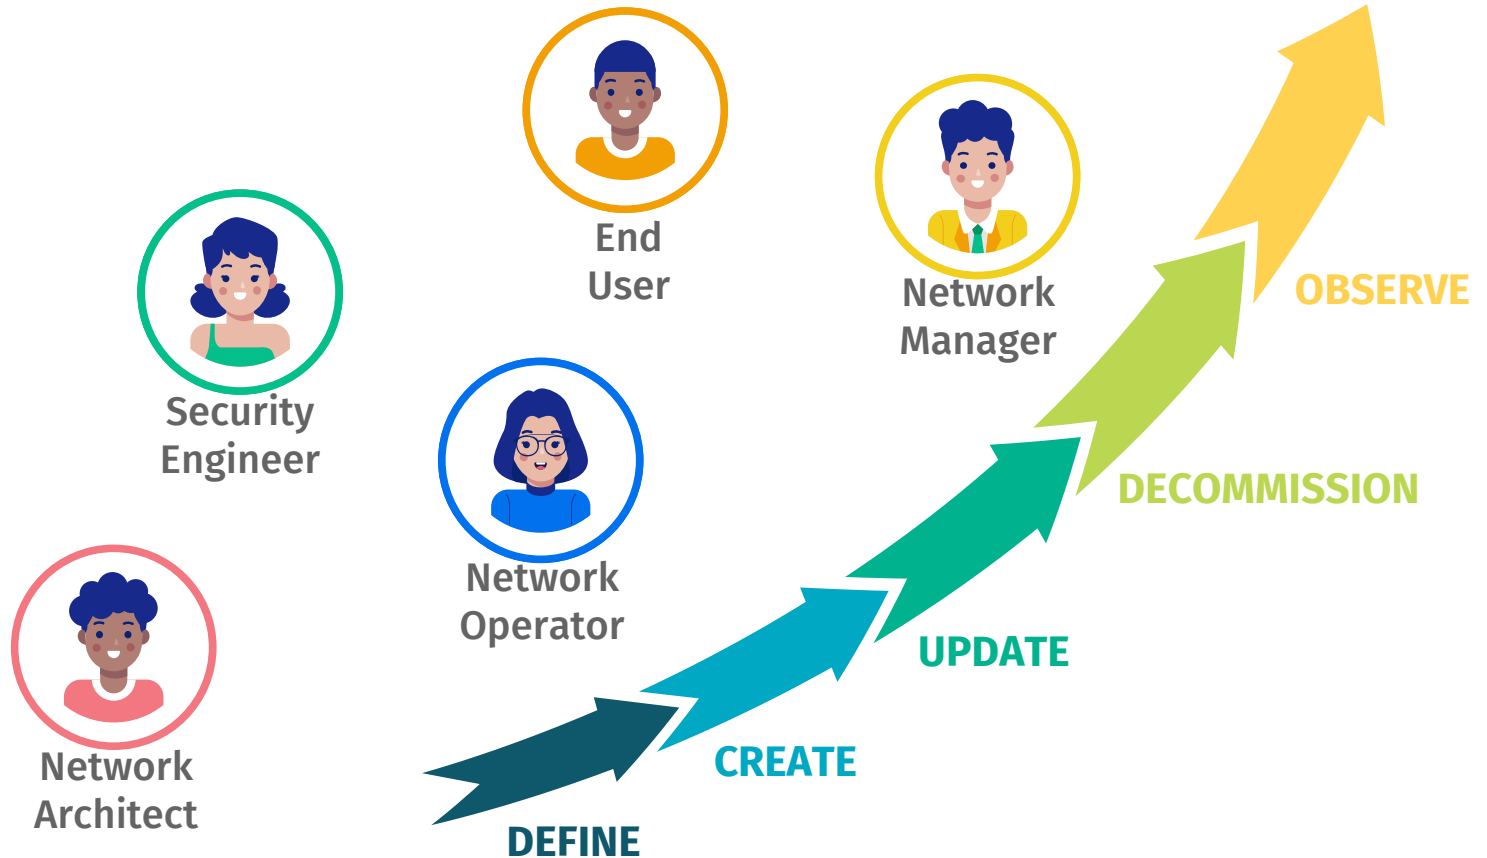 End
User
Network
Manager
Security
Engineer
Network
Operator
Network
Architect
OBSERVE
DECOMMISSION
UPDATE
CREATE
DEFINE